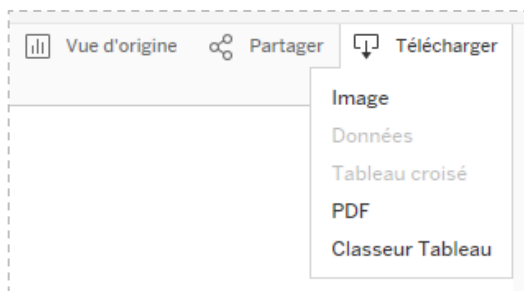 Vue d'origine Partager Télécharger
Image
Données
Tableau croisé
PDF
Classeur Tableau